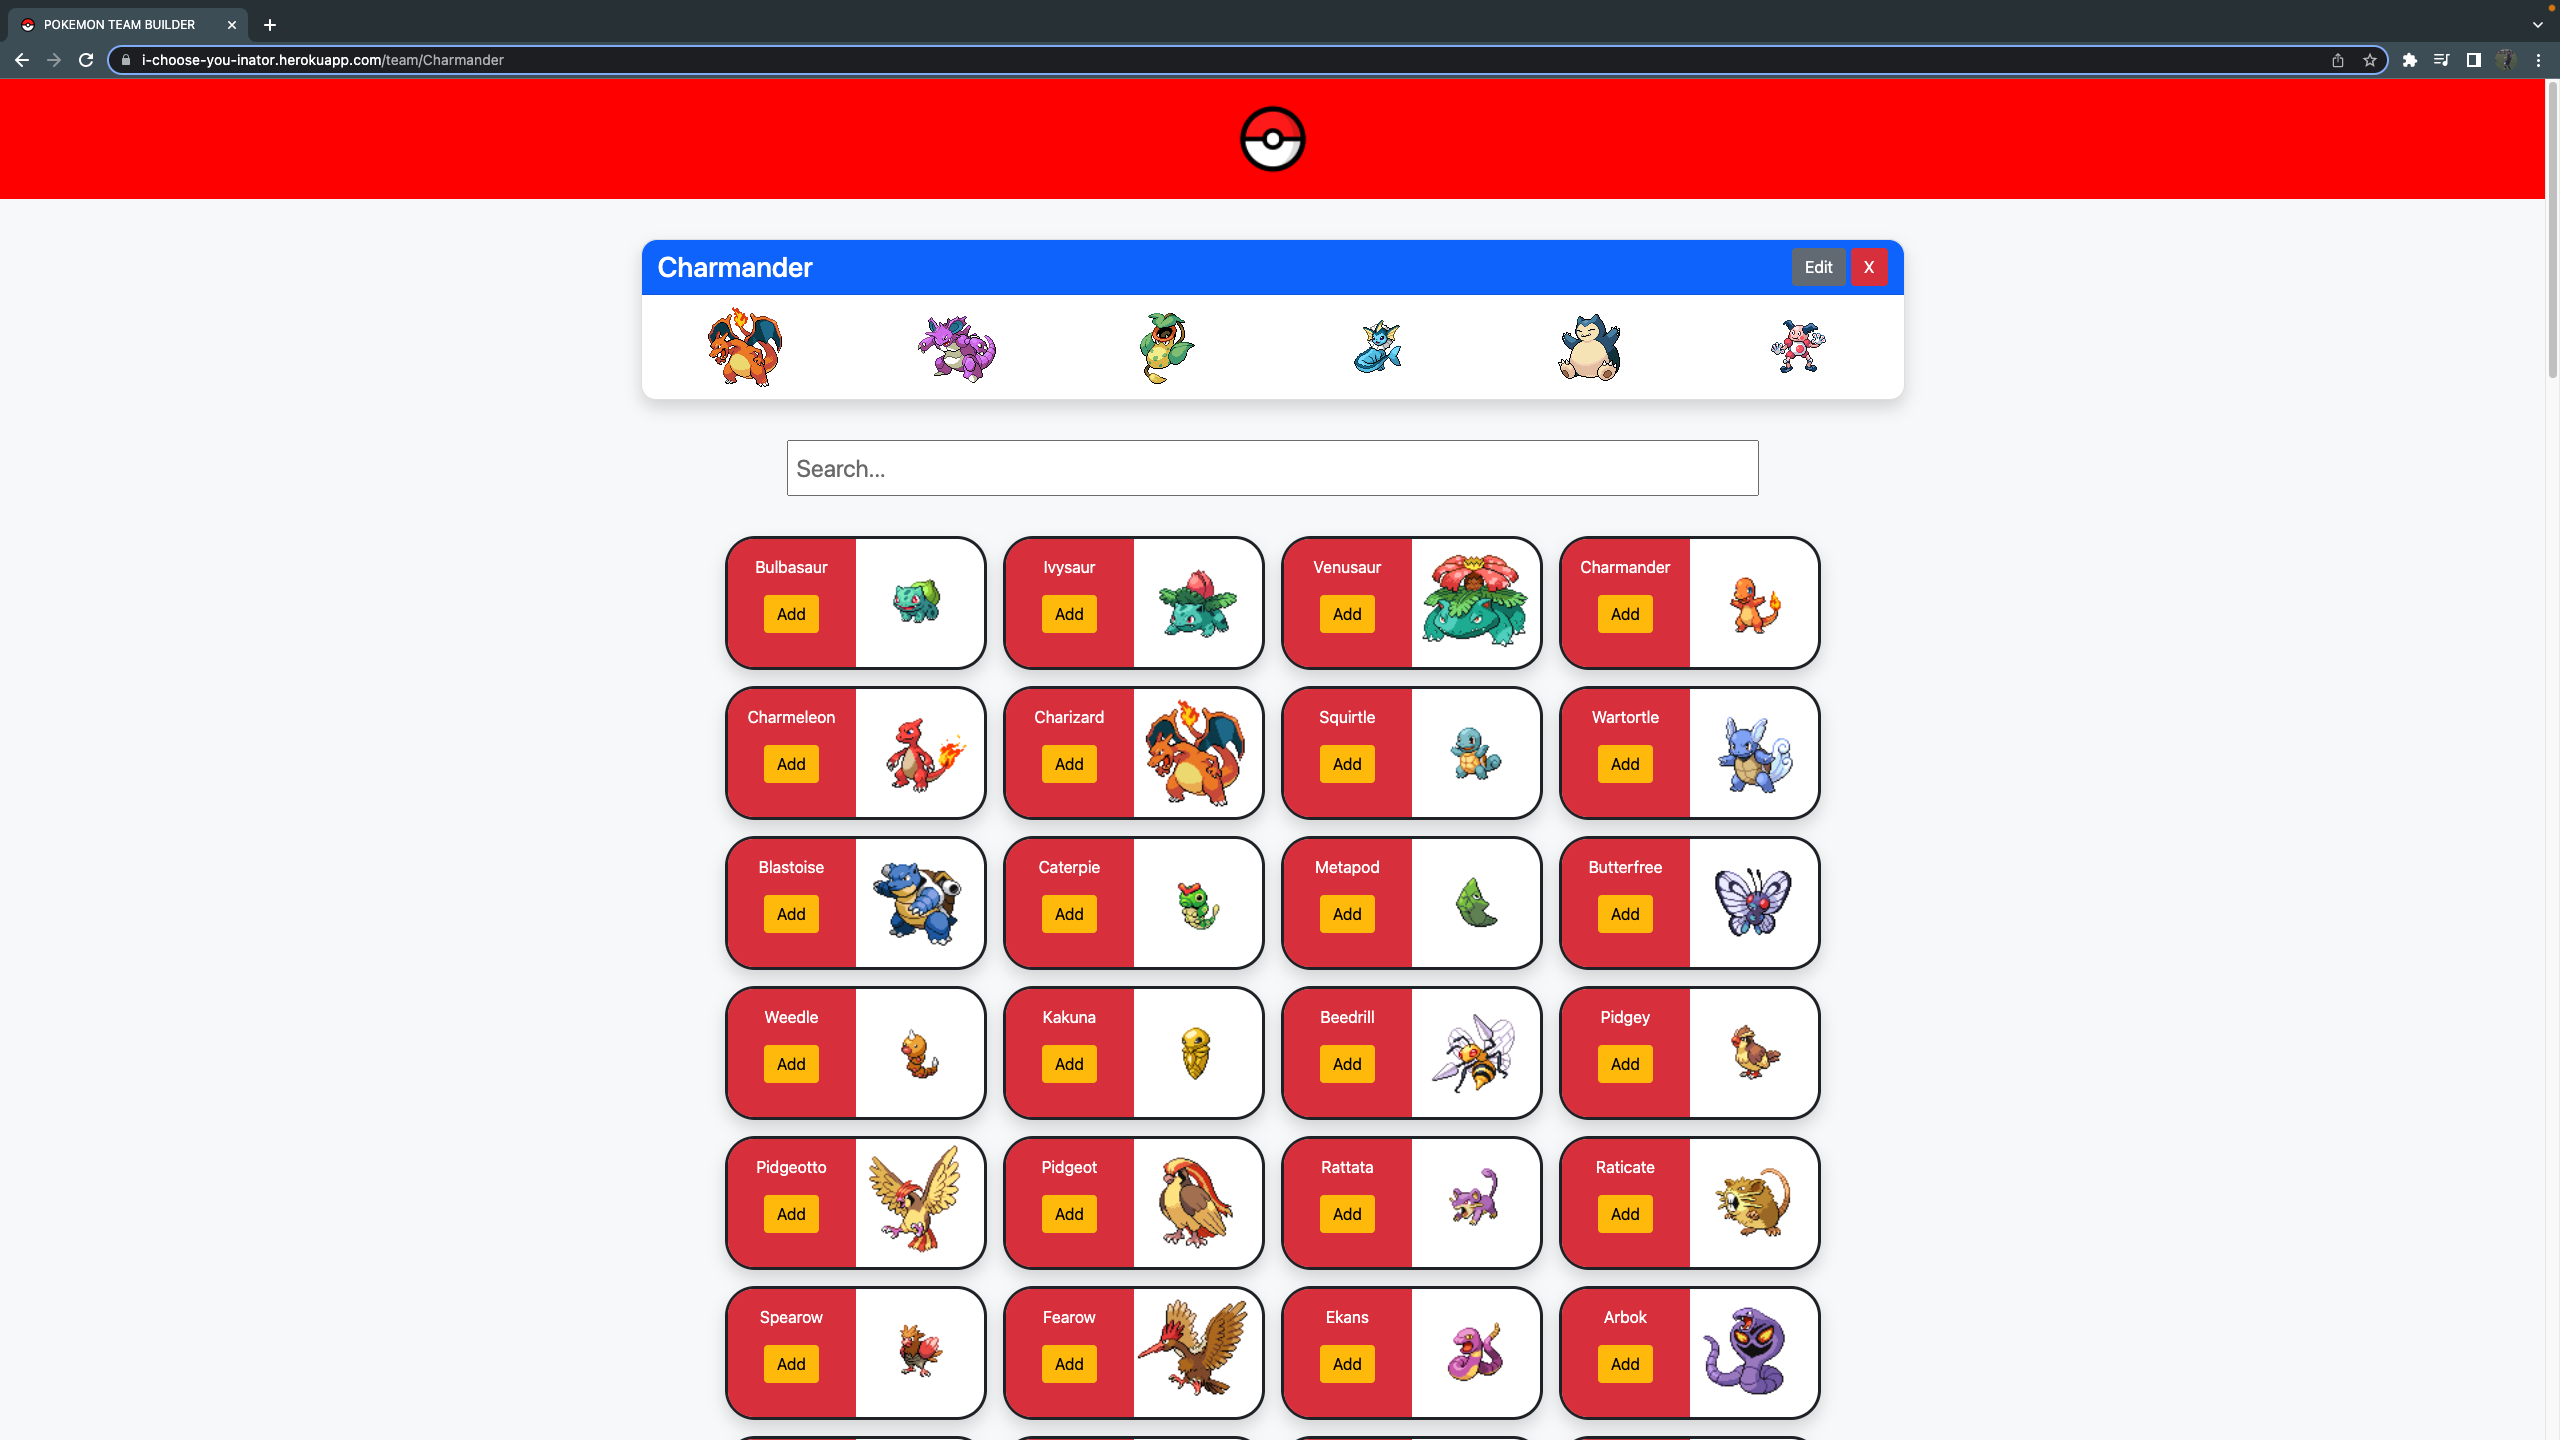 POKEMON TEAM BUILDER
i-choose-you-inator.herokuapp.com/team/Charmander
Charmander
Edit X
Search...
Bulbasaur Ivysaur Venusaur Charmander
Add Add Add Add
Charmeleon Charizard Squirtle Wartortle
Add Add Add Add
Blastoise Caterpie Metapod Butterfree
Add Add Add Add
Weedle Kakuna Beedrill Pidgey
Add Add Add Add
Pidgeotto Pidgeot Rattata Raticate
Add Add Add Add
Spearow Fearow Ekans Arbok
Add Add Add Add